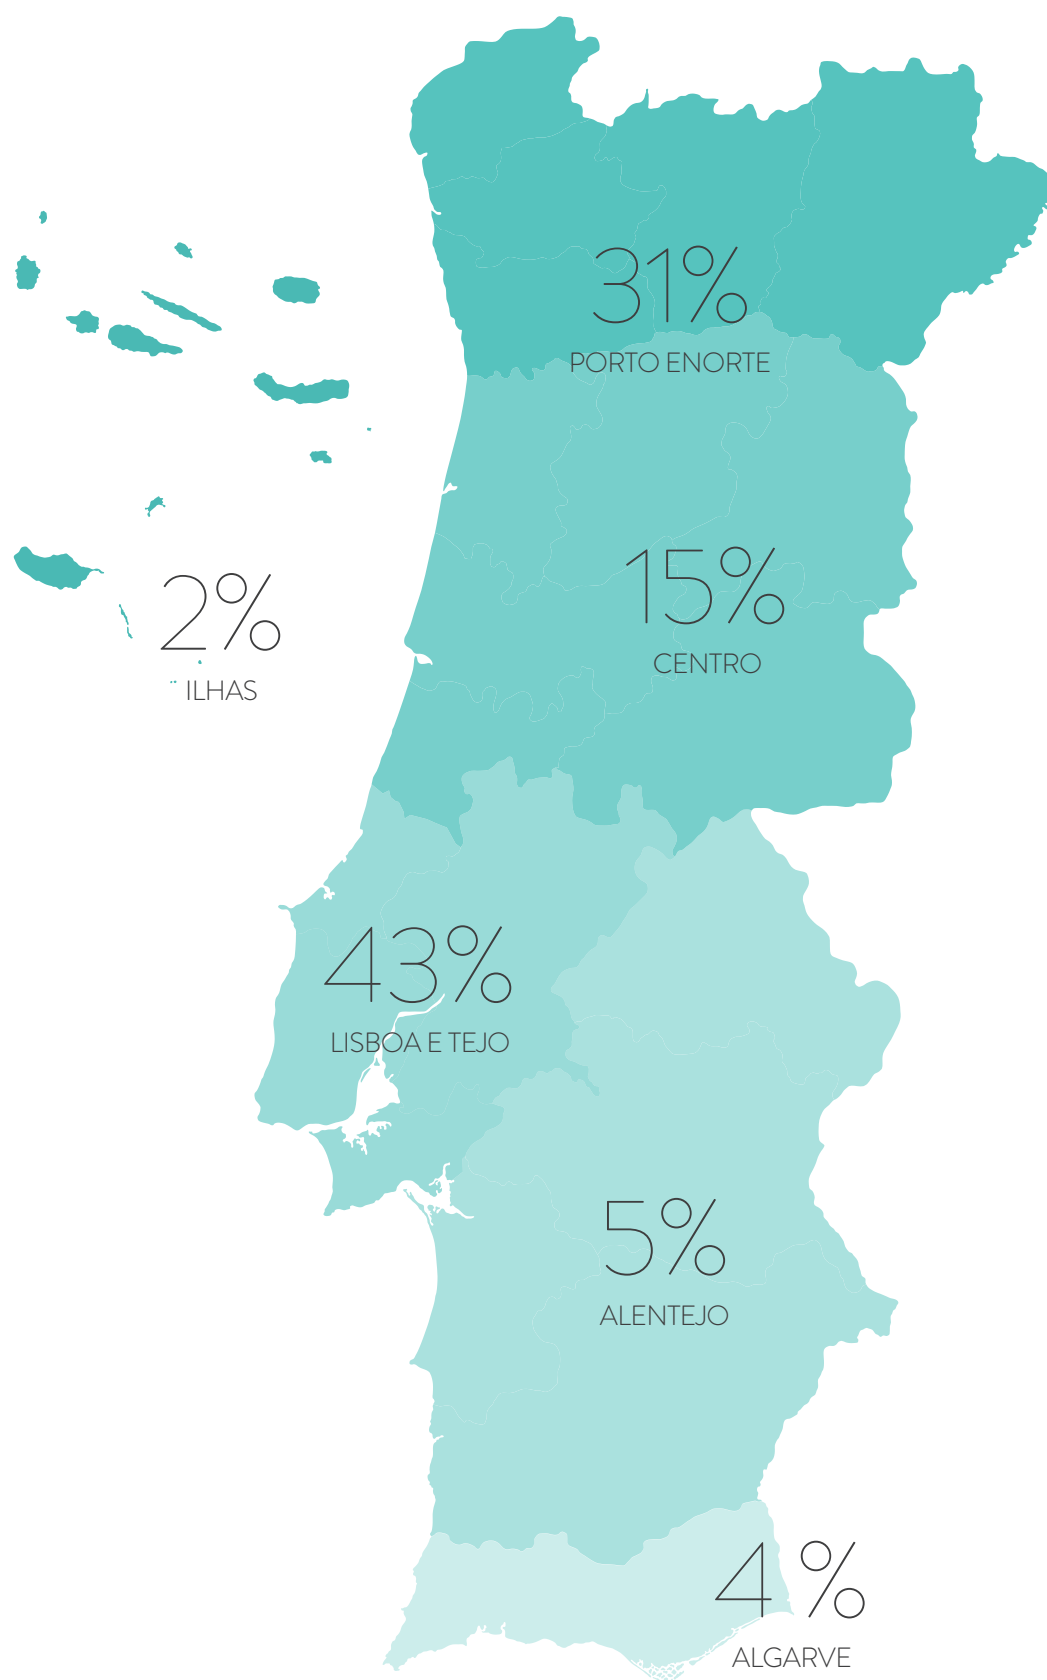 31%
PORTO ENORTE
15%
CENTRO
2%
ILHAS
43%
LISBOA E TEJO
5%
ALENTEJO
4 %
ALGARVE